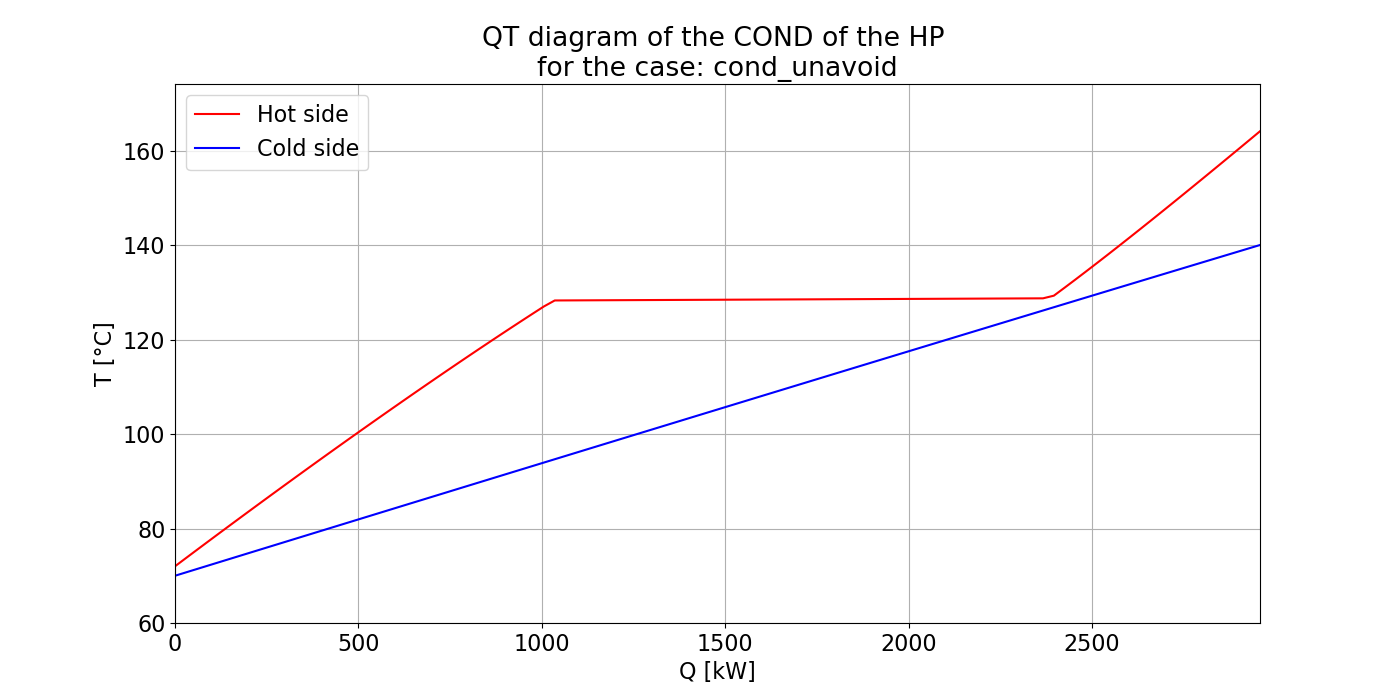 QT diagram of the COND of the HP
for the case: cond_unavoid
Hot side
Cold side
T [°C]
160
140
120
100
80
60
0 500 1000 1500 2000 2500
Q [kW]